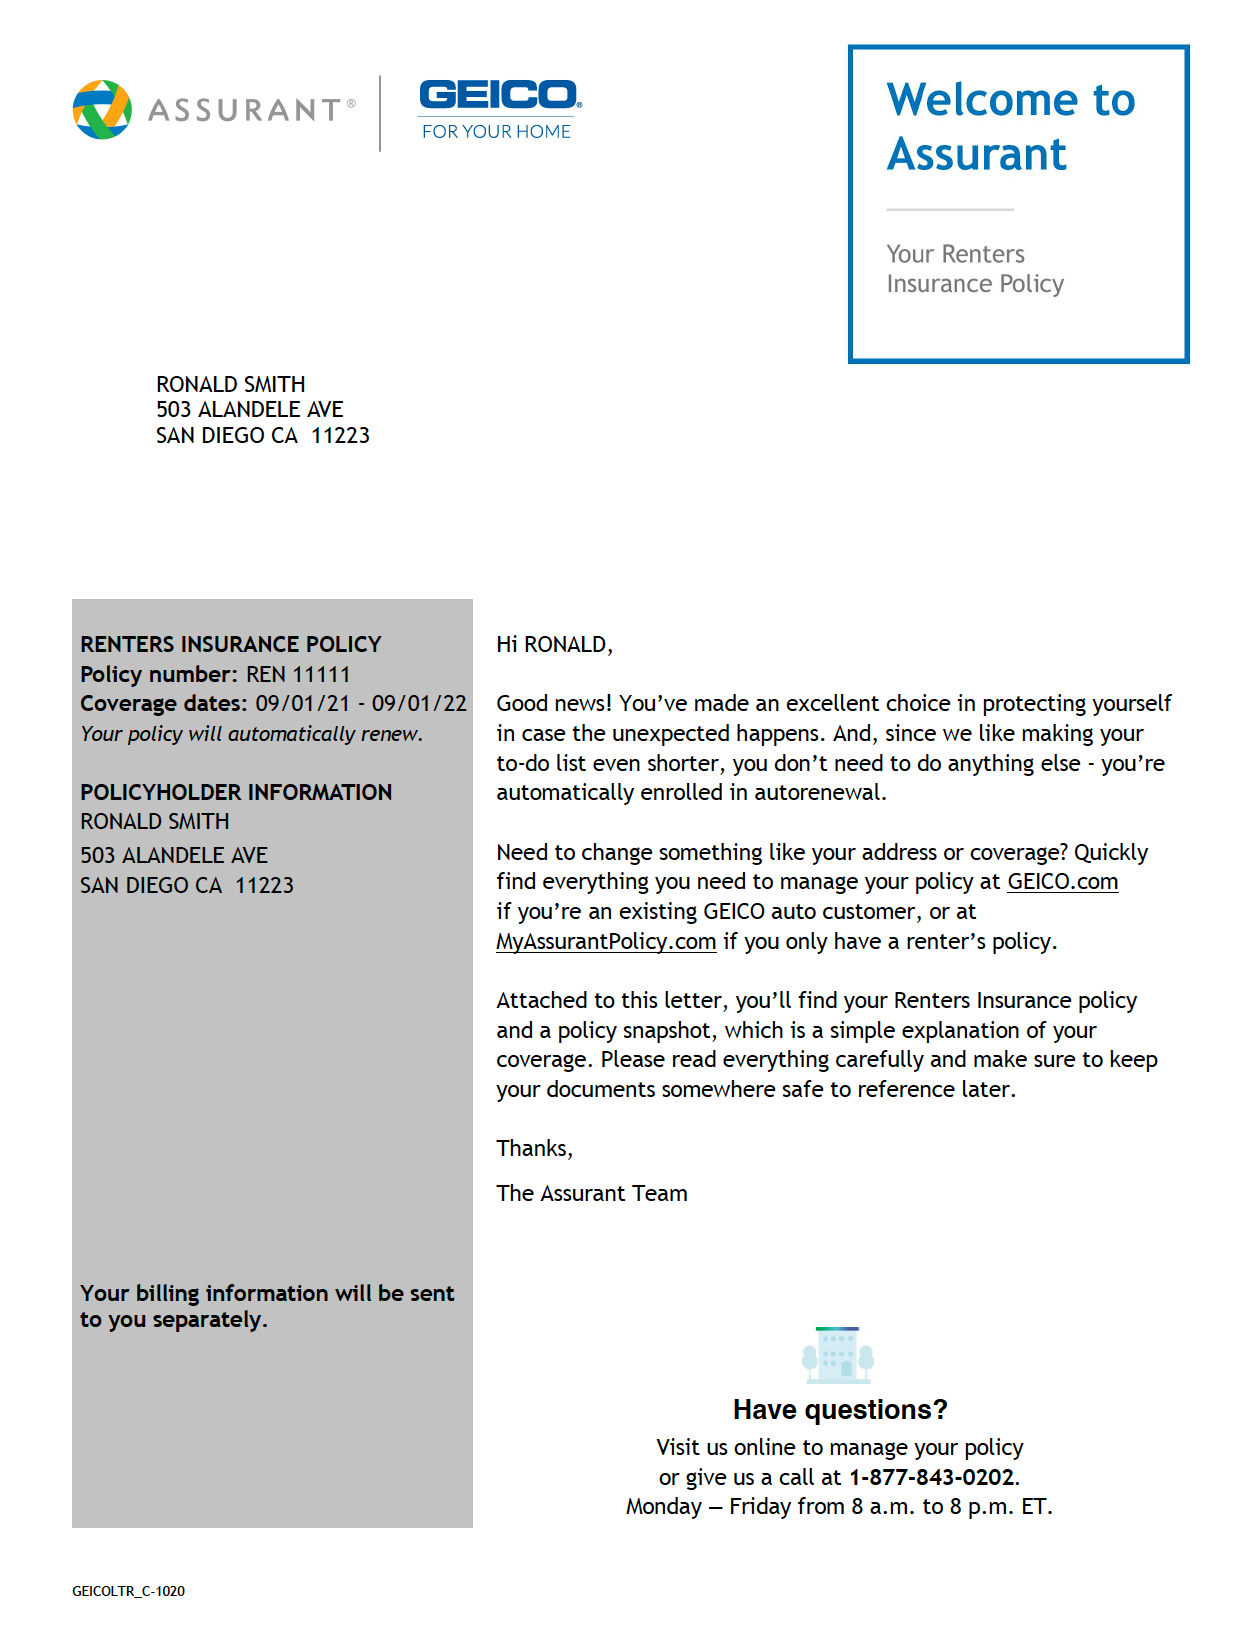 ASSURANT®
GEICO®
FOR YOUR HOME
Welcome to
Assurant
Your Renters
Insurance Policy
RONALD SMITH
503 ALANDELE AVE
SAN DIEGO CA  11223
RENTERS INSURANCE POLICY
Policy number: REN 11111
Coverage dates: 09/01/21 - 09/01/22
Your policy will automatically renew.
POLICYHOLDER INFORMATION
RONALD SMITH
503 ALANDELE AVE
SAN DIEGO CA  11223
Your billing information will be sent
to you separately.
Hi RONALD,
Good news! You’ve made an excellent choice in protecting yourself
in case the unexpected happens. And, since we like making your
to-do list even shorter, you don’t need to do anything else - you’re
automatically enrolled in autorenewal.
Need to change something like your address or coverage? Quickly
find everything you need to manage your policy at GEICO.com
if you’re an existing GEICO auto customer, or at
MyAssurantPolicy.com if you only have a renter’s policy.
Attached to this letter, you’ll find your Renters Insurance policy
and a policy snapshot, which is a simple explanation of your
coverage. Please read everything carefully and make sure to keep
your documents somewhere safe to reference later.
Thanks,
The Assurant Team
Have questions?
Visit us online to manage your policy
or give us a call at 1-877-843-0202.
Monday — Friday from 8 a.m. to 8 p.m. ET.
GEICOLTR_C-1020